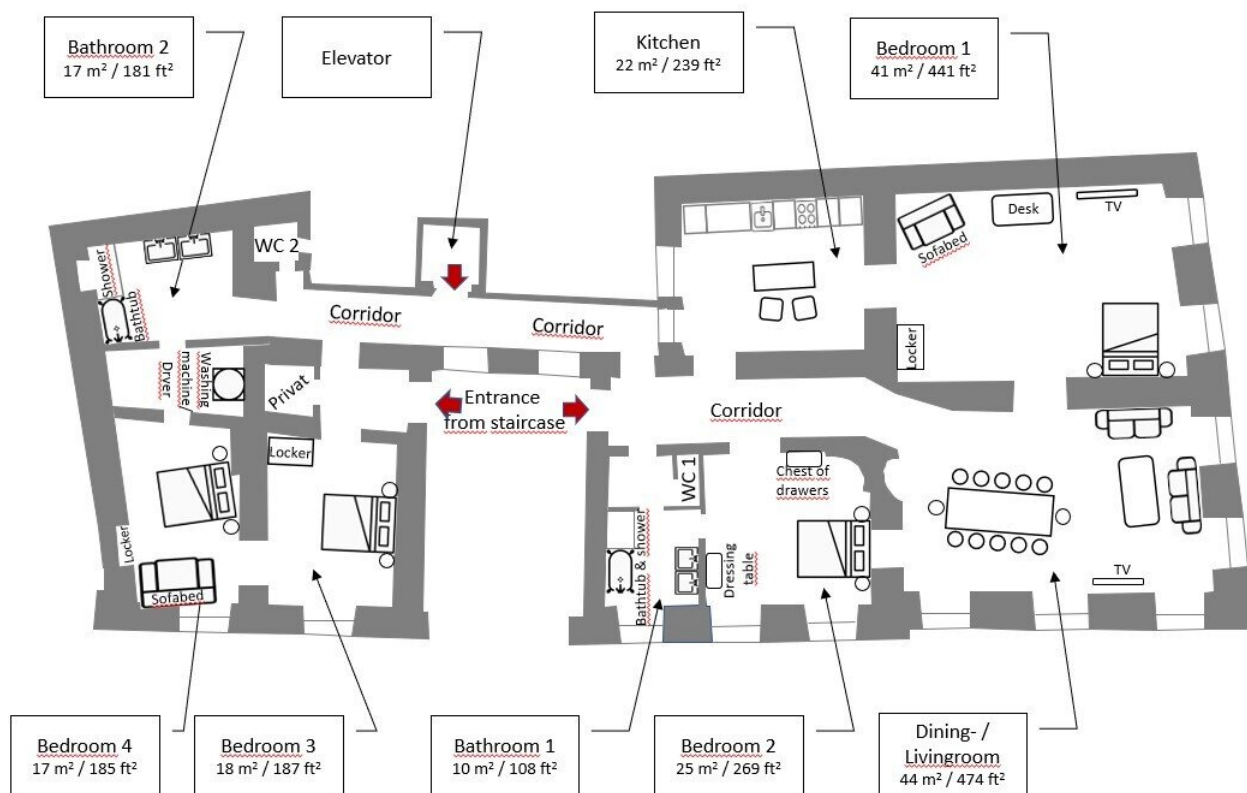 Bathroom 2
17 m² / 181 ft²
Elevator
Kitchen
22 m² / 239 ft²
Bedroom 1
41 m² / 441 ft²
WC 2
Shower
Bathtub
Corridor
Corridor
Sofabed
Desk
TV
Locker
Washing
machine
Dryer
Privat
Entrance
from staircase
Corridor
Locker
WC 1
Chest of
drawers
Locker
Sofabed
Bathtub & shower
Dressing
table
TV
Bedroom 4
17 m² / 185 ft²
Bedroom 3
18 m² / 187 ft²
Bathroom 1
10 m² / 108 ft²
Bedroom 2
25 m² / 269 ft²
Dining- /
Livingroom
44 m² / 474 ft²